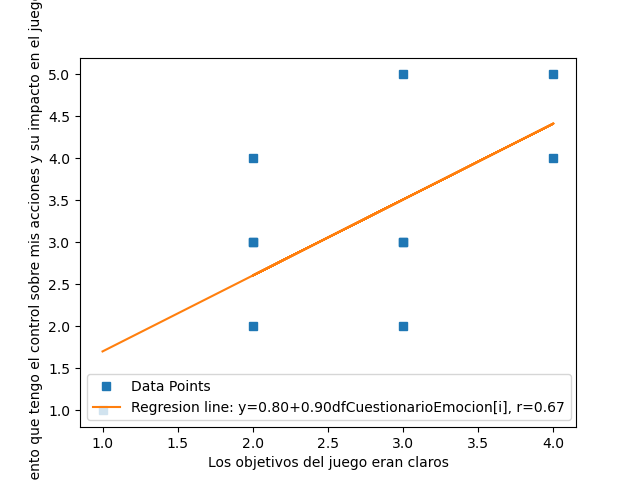 ento que tengo el control sobre mis acciones y su impacto en el jueg
5.0
4.5
4.0
3.5
3.0
2.5
2.0
1.5
1.0
Data Points
Regresion line: y=0.80+0.90dfCuestionarioEmocion[i], r=0.67
1.0 1.5 2.0 2.5 3.0 3.5 4.0
Los objetivos del juego eran claros